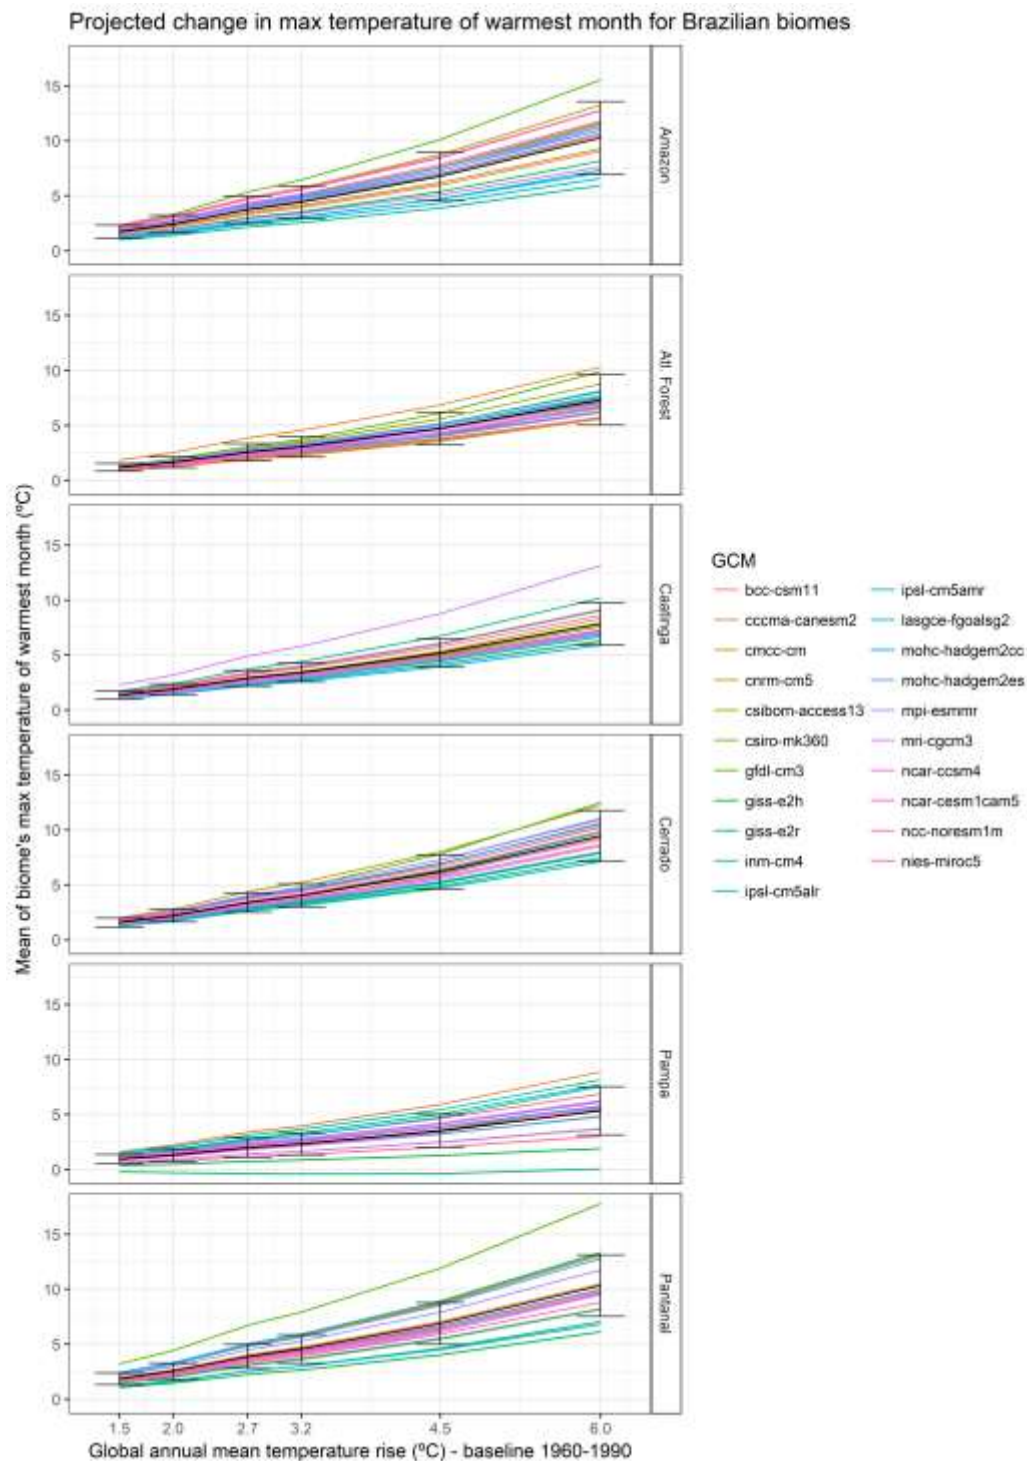 Projected change in max temperature of warmest month for Brazilian biomes
Mean of biome's max temperature of warmest month (ºC)
15
10
5
0
Amazon
15
10
5
0
Atl. Forest
15
10
5
0
Caatinga
15
10
5
0
Cerrado
15
10
5
0
Pampa
15
10
5
0
Pantanal
1.5 2.0 2.7 3.2 4.5 6.0
Global annual mean temperature rise (ºC) - baseline 1960-1990
GCM
bcc-csm11
cccma-canesm2
cmcc-cm
cnrm-cm5
csibom-access13
csiro-mk360
gfdl-cm3
giss-e2h
giss-e2r
inm-cm4
ipsl-cm5alr
ipsl-cm5amr
lasgce-fgoalsg2
mohc-hadgem2cc
mohc-hadgem2es
mpi-esmmr
mri-cgcm3
ncar-ccsm4
ncar-cesm1cam5
ncc-noresm1m
nies-miroc5